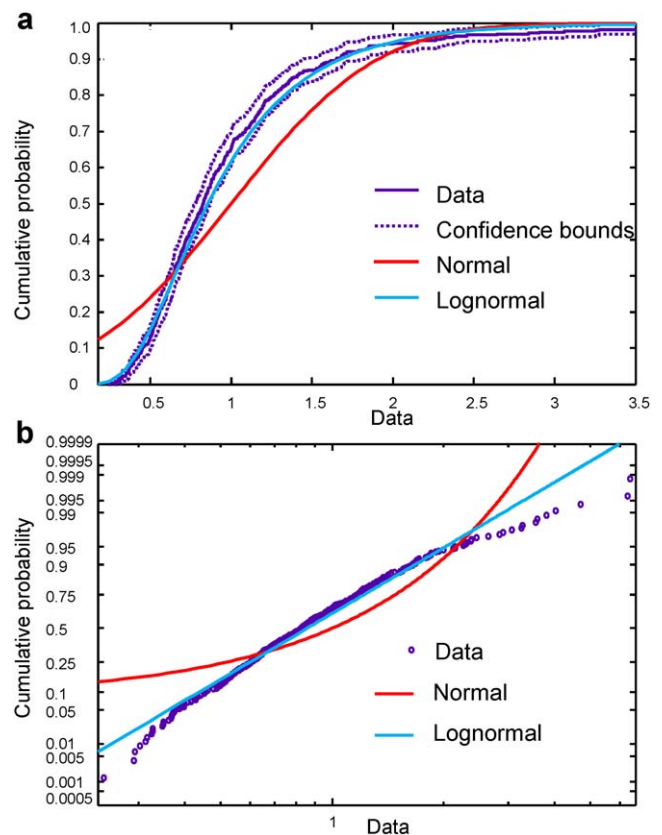 a
1.0
0.9
0.8
0.7
0.6
0.5
0.4
0.3
0.2
0.1
0
Cumulative probability
Data
Confidence bounds
Normal
Lognormal
0.5 1 1.5 2 2.5 3 3.5
Data
b
0.9999
0.9995
0.999
0.995
0.99
0.95
0.9
0.75
0.5
0.25
0.1
0.05
0.01
0.005
0.001
0.0005
Cumulative probability
Data
Normal
Lognormal
1
Data